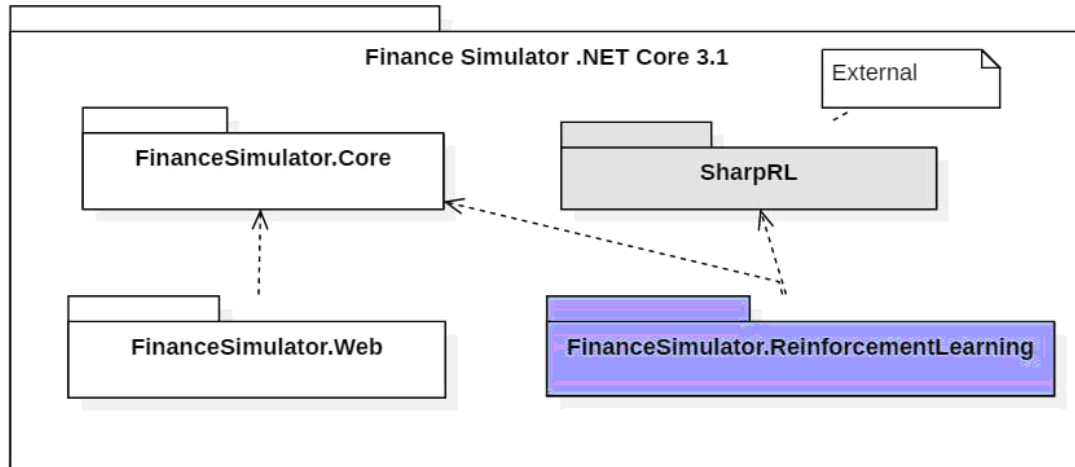 Finance Simulator .NET Core 3.1
External
FinanceSimulator.Core
SharpRL
FinanceSimulator.Web
FinanceSimulator.ReinforcementLearning